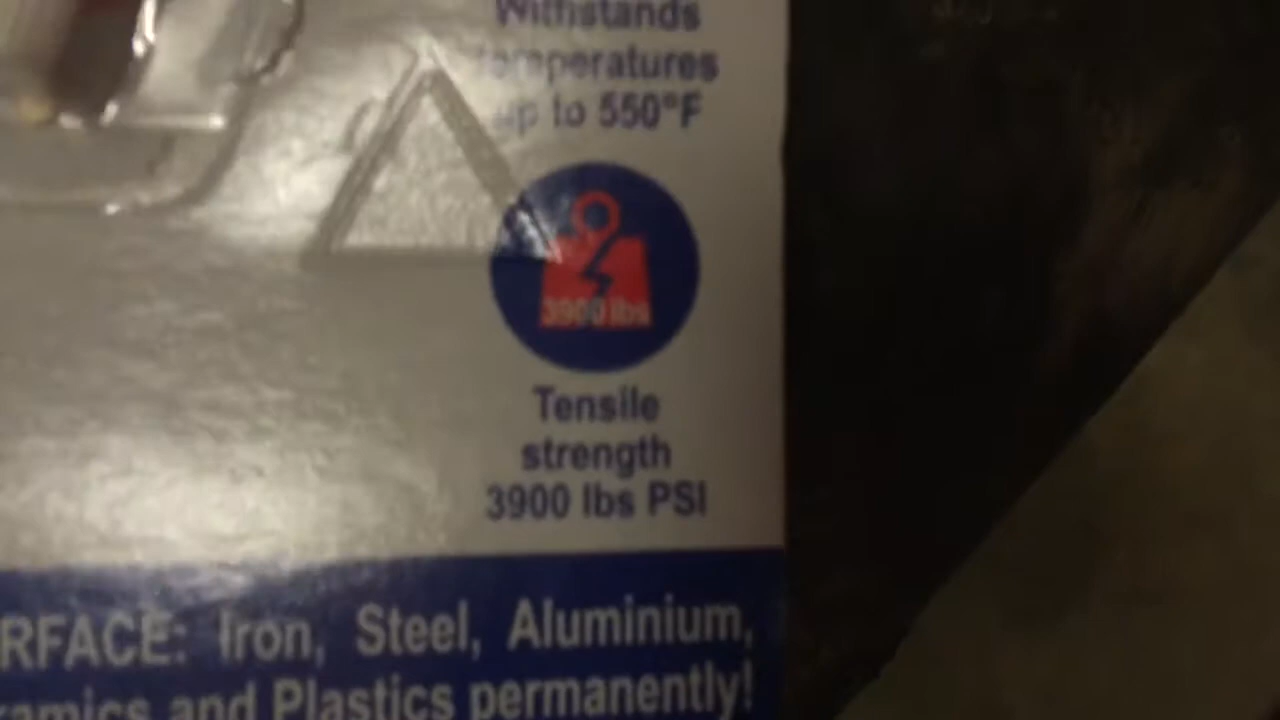 Withstands
temperatures
up to 550°F
3900 lbs
Tensile
strength
3900 lbs PSI
RFACE: Iron, Steel, Aluminium,
ramics and Plastics permanently!